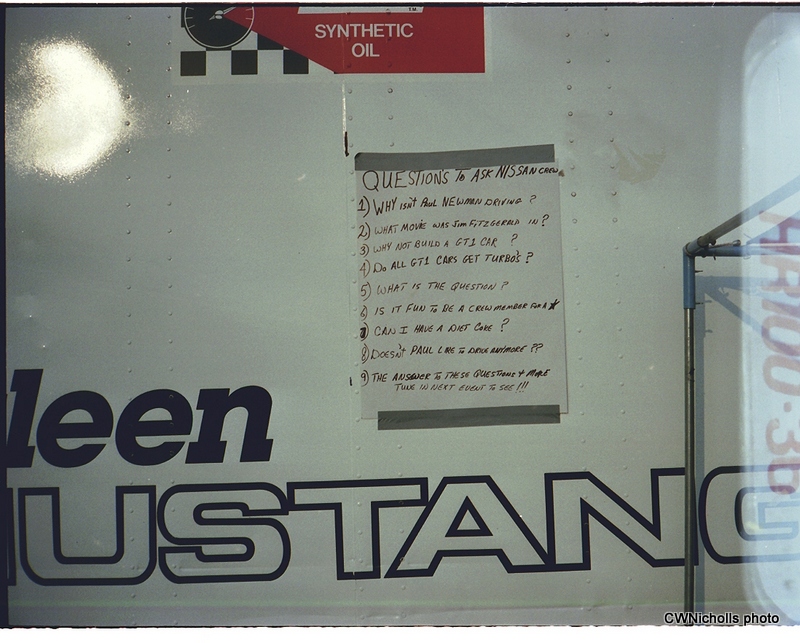 T.M.
SYNTHETIC
OIL
QUESTIONS To ASK NISSAN CREW
1) WHY isn't PAUL NEWMAN DRIVING ?
2) WHAT MOVIE WAS Jim FITZGERALD IN ?
3) WHY NOT BUILD A GT1 CAR ?
4) Do ALL GT1 CARS GET TURBO'S ?
5) WHAT IS THE QUESTION ?
6) IS IT FUN To BE A CREW MEMBER FOR A ★
7) CAN I HAVE A DIET COKE ?
8) DOESN'T PAUL LIKE To DRIVE ANYMORE ??
9) THE ANSWER To THESE QUESTIONS + MORE
TUNE IN NEXT EVENT TO SEE !!!
leen
MUSTANG
CWNicholls photo